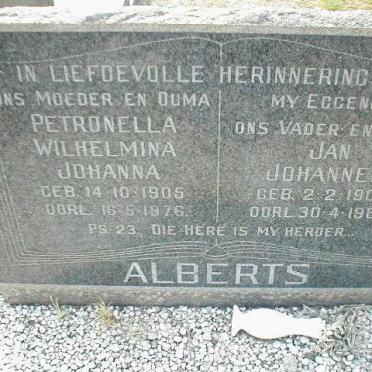 IN LIEFDEVOLLE HERINNERING
ONS MOEDER EN OUMA
PETRONELLA
WILHELMINA
JOHANNA
GEB. 14-10-1905
OORL. 16-5-1976
MY EGGEN
ONS VADER EN
JAN
JOHANNE
GEB. 2-2-19
OORL. 30-4-198
PS. 23. DIE HERE IS MY HERDER..
ALBERTS